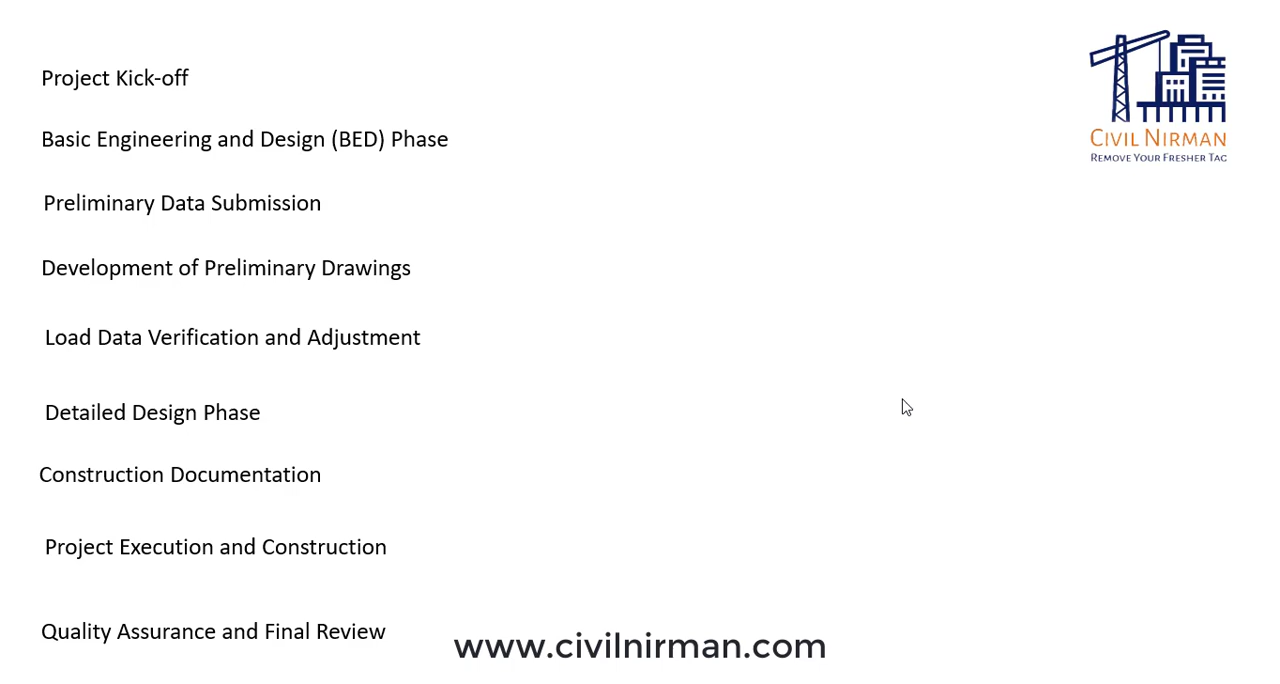 Project Kick-off
Basic Engineering and Design (BED) Phase
Preliminary Data Submission
Development of Preliminary Drawings
Load Data Verification and Adjustment
Detailed Design Phase
Construction Documentation
Project Execution and Construction
Quality Assurance and Final Review
CIVIL NIRMAN
REMOVE YOUR FRESHER TAG
www.civilnirman.com